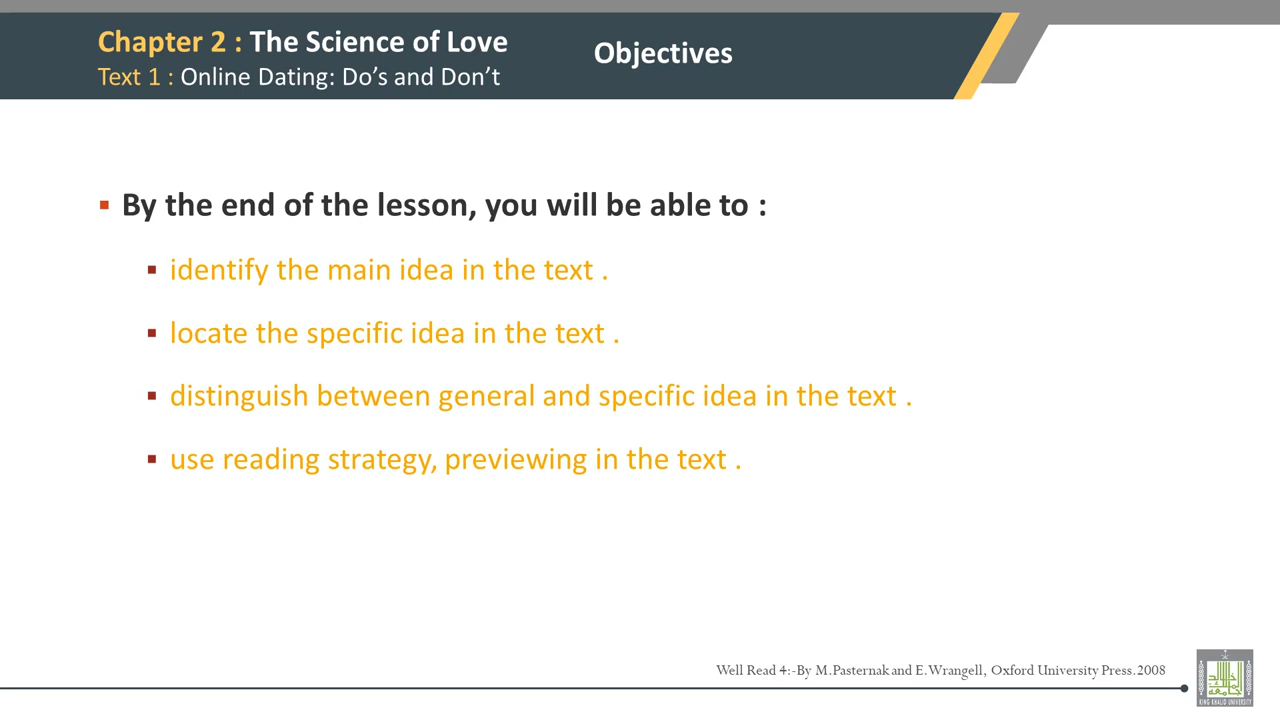 Chapter 2 : The Science of Love
Text 1 : Online Dating: Do's and Don't
Objectives
By the end of the lesson, you will be able to :
identify the main idea in the text .
locate the specific idea in the text .
distinguish between general and specific idea in the text .
use reading strategy, previewing in the text .
Well Read 4:-By M.Pasternak and E.Wrangell, Oxford University Press.2008
KING KHALID UNIVERSITY